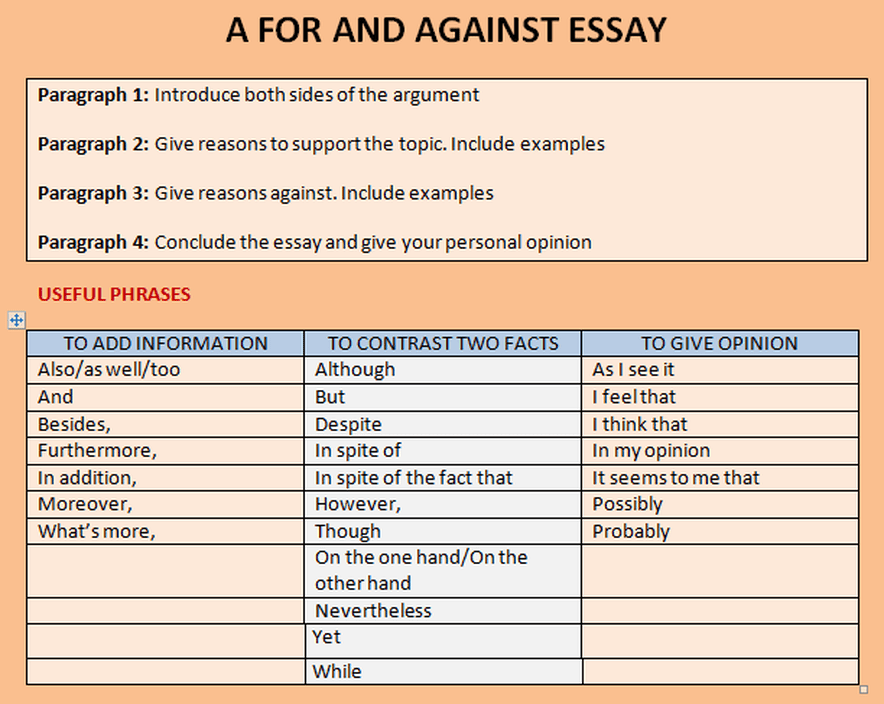 A FOR AND AGAINST ESSAY
Paragraph 1: Introduce both sides of the argument
Paragraph 2: Give reasons to support the topic. Include examples
Paragraph 3: Give reasons against. Include examples
Paragraph 4: Conclude the essay and give your personal opinion
USEFUL PHRASES
TO ADD INFORMATION TO CONTRAST TWO FACTS TO GIVE OPINION
Also/as well/too Although As I see it
And But I feel that
Besides, Despite I think that
Furthermore, In spite of In my opinion
In addition, In spite of the fact that It seems to me that
Moreover, However, Possibly
What's more, Though Probably
On the one hand/On the
other hand
Nevertheless
Yet
While